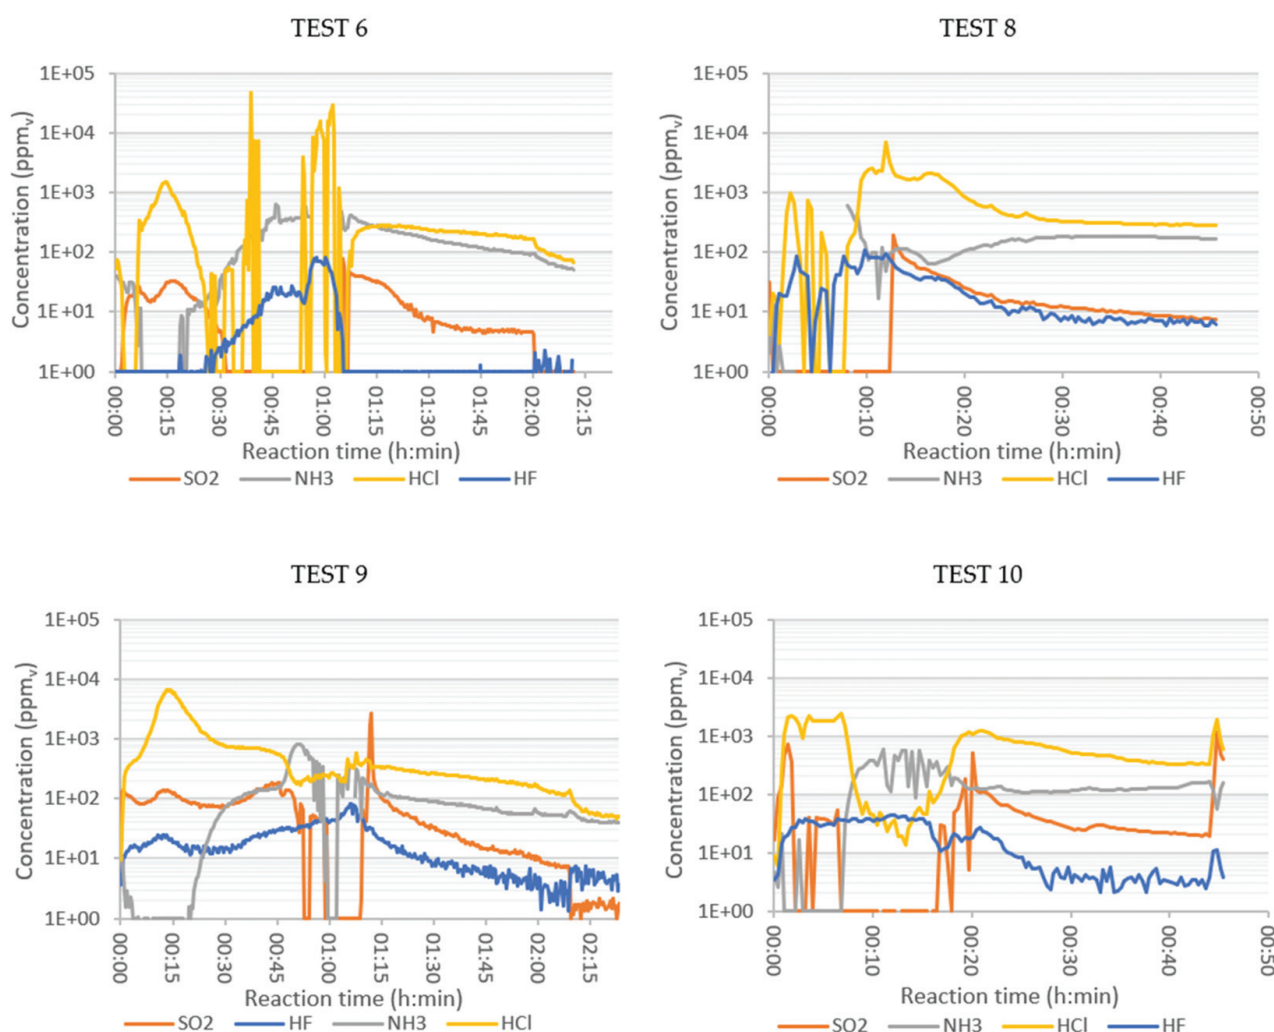 TEST 6
1E+05
1E+04
1E+03
1E+02
1E+01
1E+00
Concentration (ppmv)
00:00
00:15
00:30
00:45
01:00
01:15
01:30
01:45
02:00
02:15
Reaction time (h:min)
SO2 NH3 HCl HF
TEST 8
1E+05
1E+04
1E+03
1E+02
1E+01
1E+00
Concentration (ppmv)
00:00
00:10
00:20
00:30
00:40
00:50
Reaction time (h:min)
SO2 NH3 HCl HF
TEST 9
1E+05
1E+04
1E+03
1E+02
1E+01
1E+00
Concentration (ppmv)
00:00
00:15
00:30
00:45
01:00
01:15
01:30
01:45
02:00
02:15
Reaction time (h:min)
SO2 HF NH3 HCl
TEST 10
1E+05
1E+04
1E+03
1E+02
1E+01
1E+00
Concentration (ppmv)
00:00
00:10
00:20
00:30
00:40
00:50
Reaction time (h:min)
SO2 NH3 HCl HF